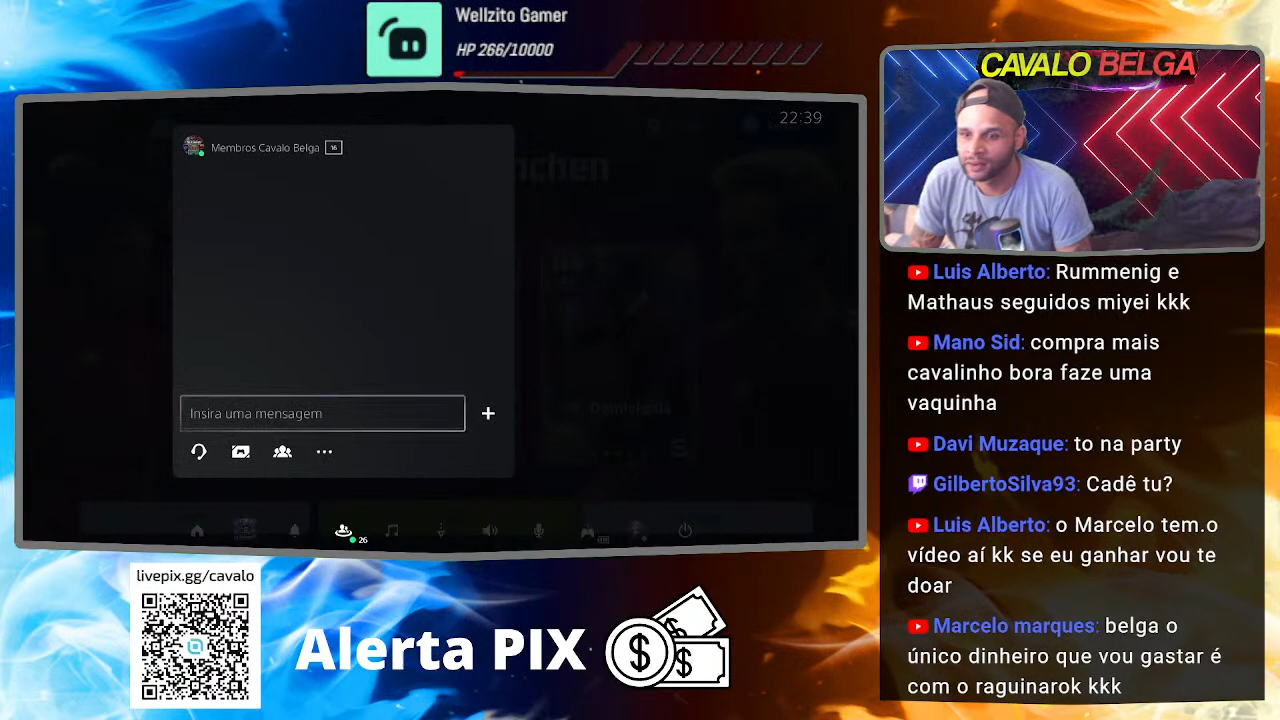 Wellzito Gamer
HP 266/10000
CAVALO BELGA
22:39
Membros Cavalo Belga 16
nchen
Insira uma mensagem
26
livepix.gg/cavalo
Alerta PIX
Luis Alberto: Rummenig e
Mathaus seguidos miyei kkk
Mano Sid: compra mais
cavalinho bora faze uma
vaquinha
Davi Muzaque: to na party
GilbertoSilva93: Cadê tu?
Luis Alberto: o Marcelo tem.o
vídeo aí kk se eu ganhar vou te
doar
Marcelo marques: belga o
único dinheiro que vou gastar é
com o raguinarok kkk